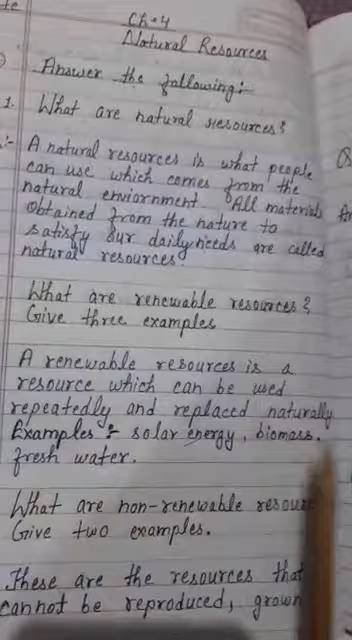 Ch-4
Natural Resources
Answer the following:-
1. What are natural resources?
:- A natural resources is what people
can use which comes from the
natural enviornment. All materials
obtained from the nature to
satisfy our daily needs are called
natural resources.
What are renewable resources?
Give three examples
A renewable resources is a
resource which can be used
repeatedly and replaced naturally
Examples:- solar energy, biomass.
fresh water.
What are non-renewable
Give two examples.
These are the resources that
cannot be reproduced, grown